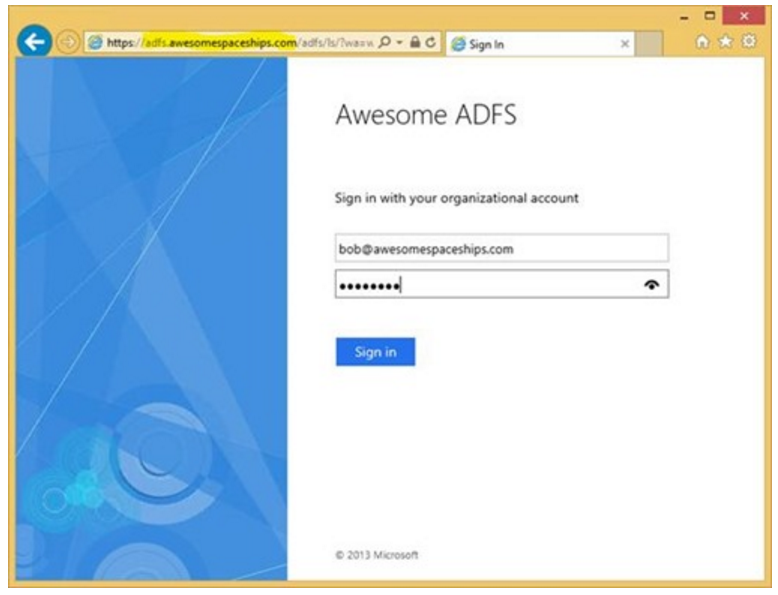 https://adfs.awesomespaceships.com/adfs/ls/?wa=w
Sign In
Awesome ADFS
Sign in with your organizational account
bob@awesomespaceships.com
••••••••
Sign in
© 2013 Microsoft